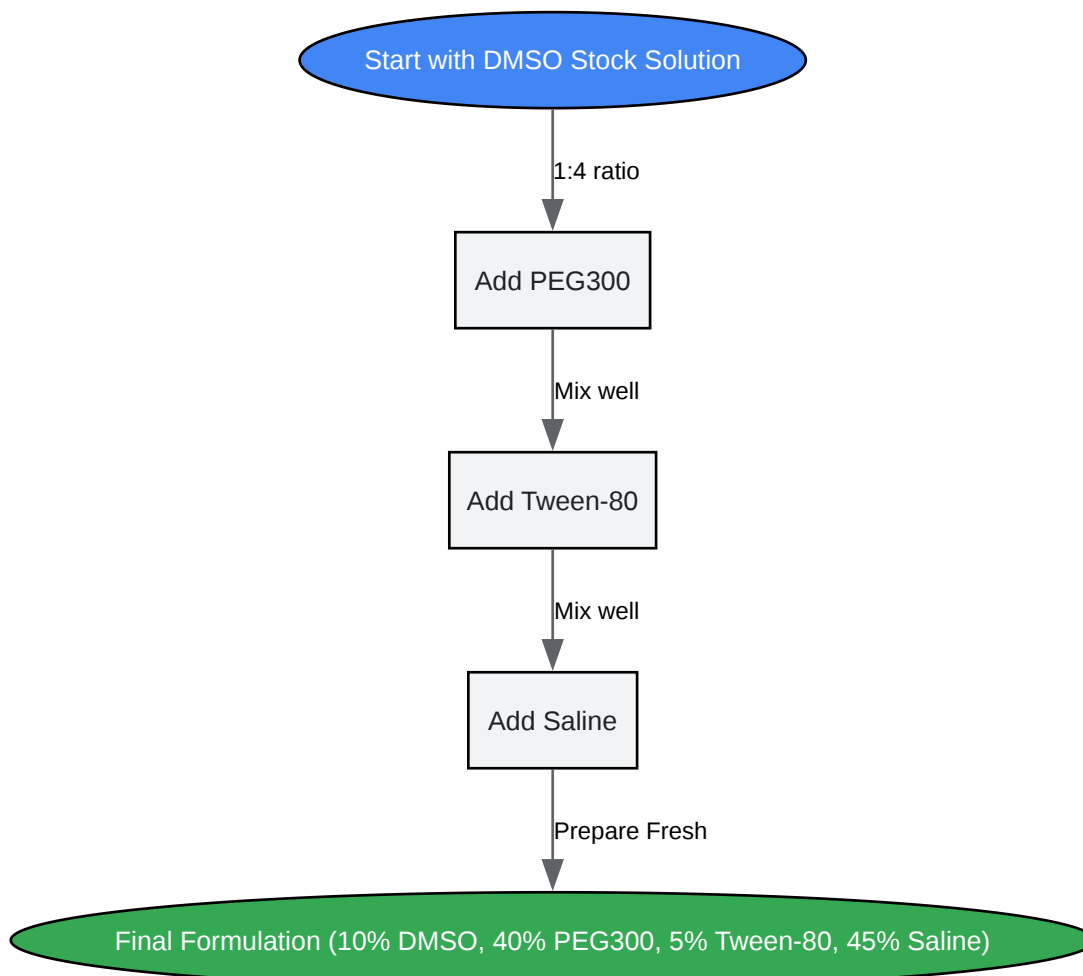 Start with DMSO Stock Solution
1:4 ratio
Add PEG300
Mix well
Add Tween-80
Mix well
Add Saline
Prepare Fresh
Final Formulation (10% DMSO, 40% PEG300, 5% Tween-80, 45% Saline)